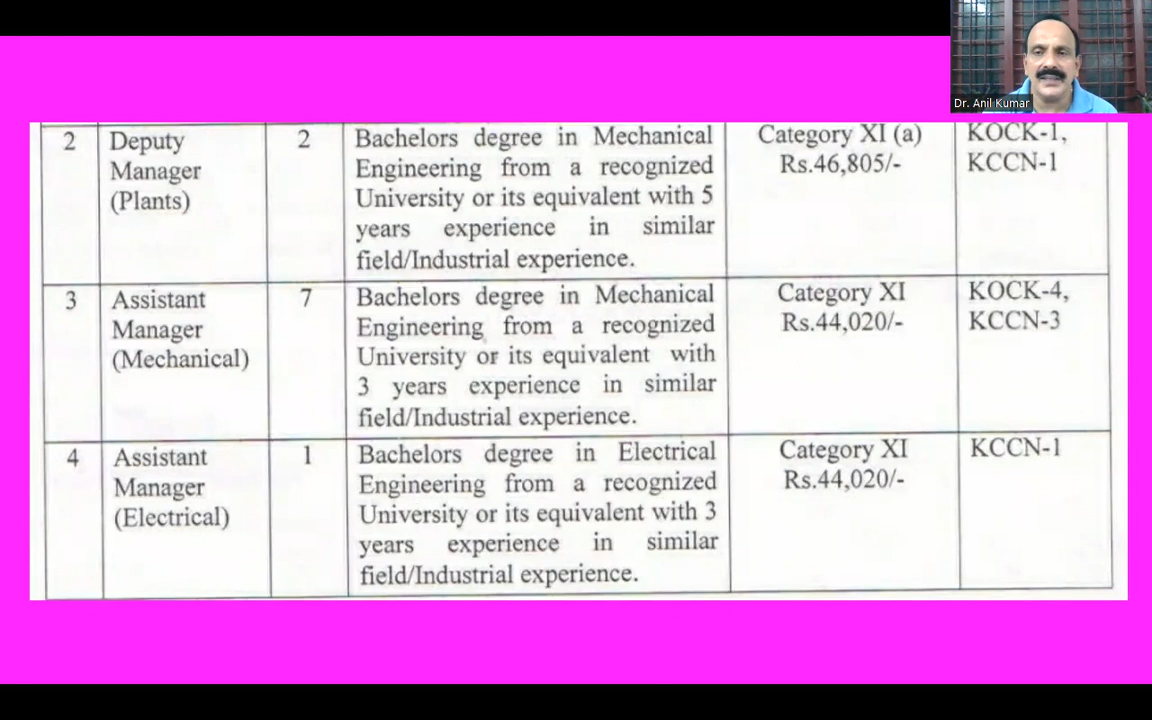 Dr. Anil Kumar
2
Deputy
Manager
(Plants)
2
Bachelors degree in Mechanical
Engineering from a recognized
University or its equivalent with 5
years experience in similar
field/Industrial experience.
Category XI (a)
Rs.46,805/-
KOCK-1,
KCCN-1
3
Assistant
Manager
(Mechanical)
7
Bachelors degree in Mechanical
Engineering from a recognized
University or its equivalent with
3 years experience in similar
field/Industrial experience.
Category XI
Rs.44,020/-
KOCK-4,
KCCN-3
4
Assistant
Manager
(Electrical)
1
Bachelors degree in Electrical
Engineering from a recognized
University or its equivalent with 3
years experience in similar
field/Industrial experience.
Category XI
Rs.44,020/-
KCCN-1